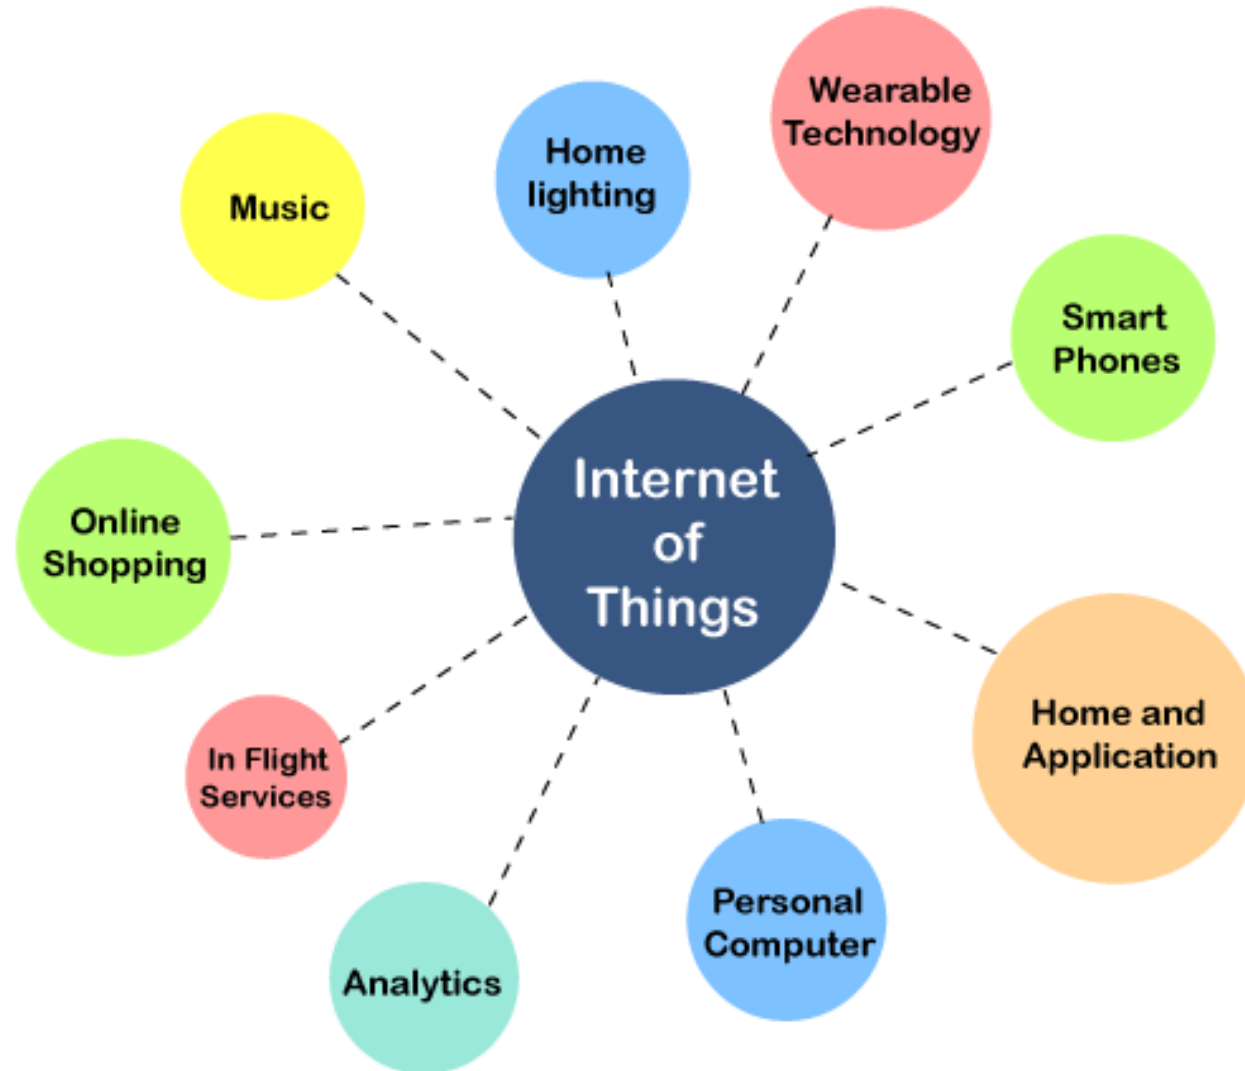 Wearable
Technology
Home
lighting
Music
Smart
Phones
Internet
of
Things
Online
Shopping
Home and
Application
In Flight
Services
Personal
Computer
Analytics